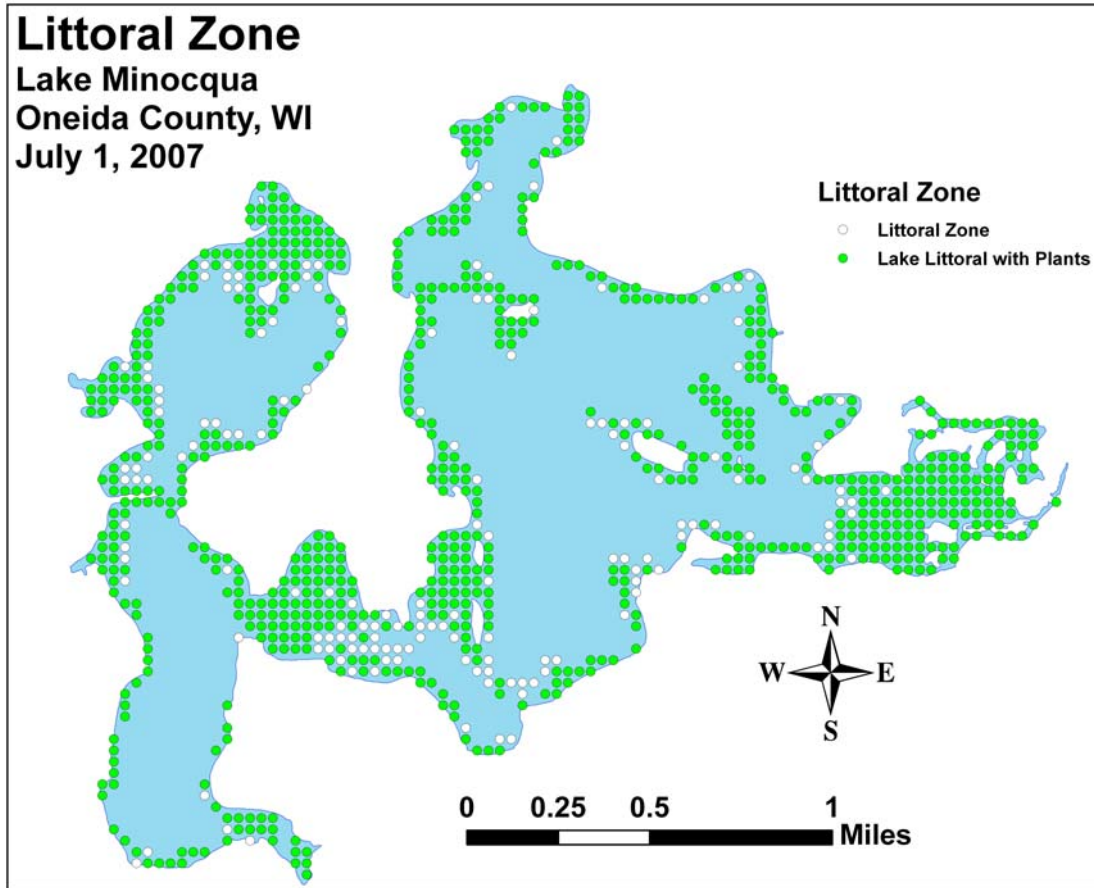 Littoral Zone
Lake Minocqua
Oneida County, WI
July 1, 2007
Littoral Zone
Littoral Zone
Lake Littoral with Plants
N
W E
S
0 0.25 0.5 1
Miles